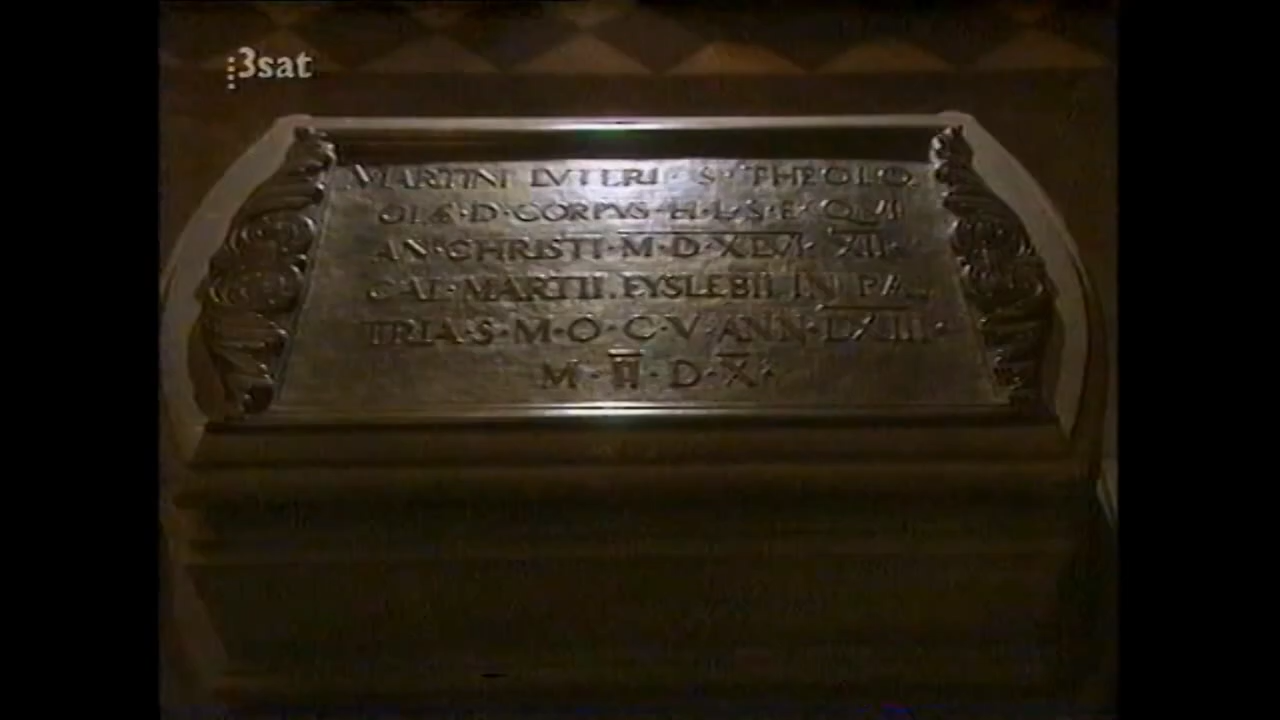 3sat
MARTINI LVTERI · S · THEOLO
GIÆ · D · CORPVS · H · L · S · E · QVI
AN · CHRISTI · M · D · XLVI · XII ·
CAL · MARTII · EYSLEBII IN PA
TRIA · S · M · O · C · V · ANN · LXIII ·
M · II · D · X ·